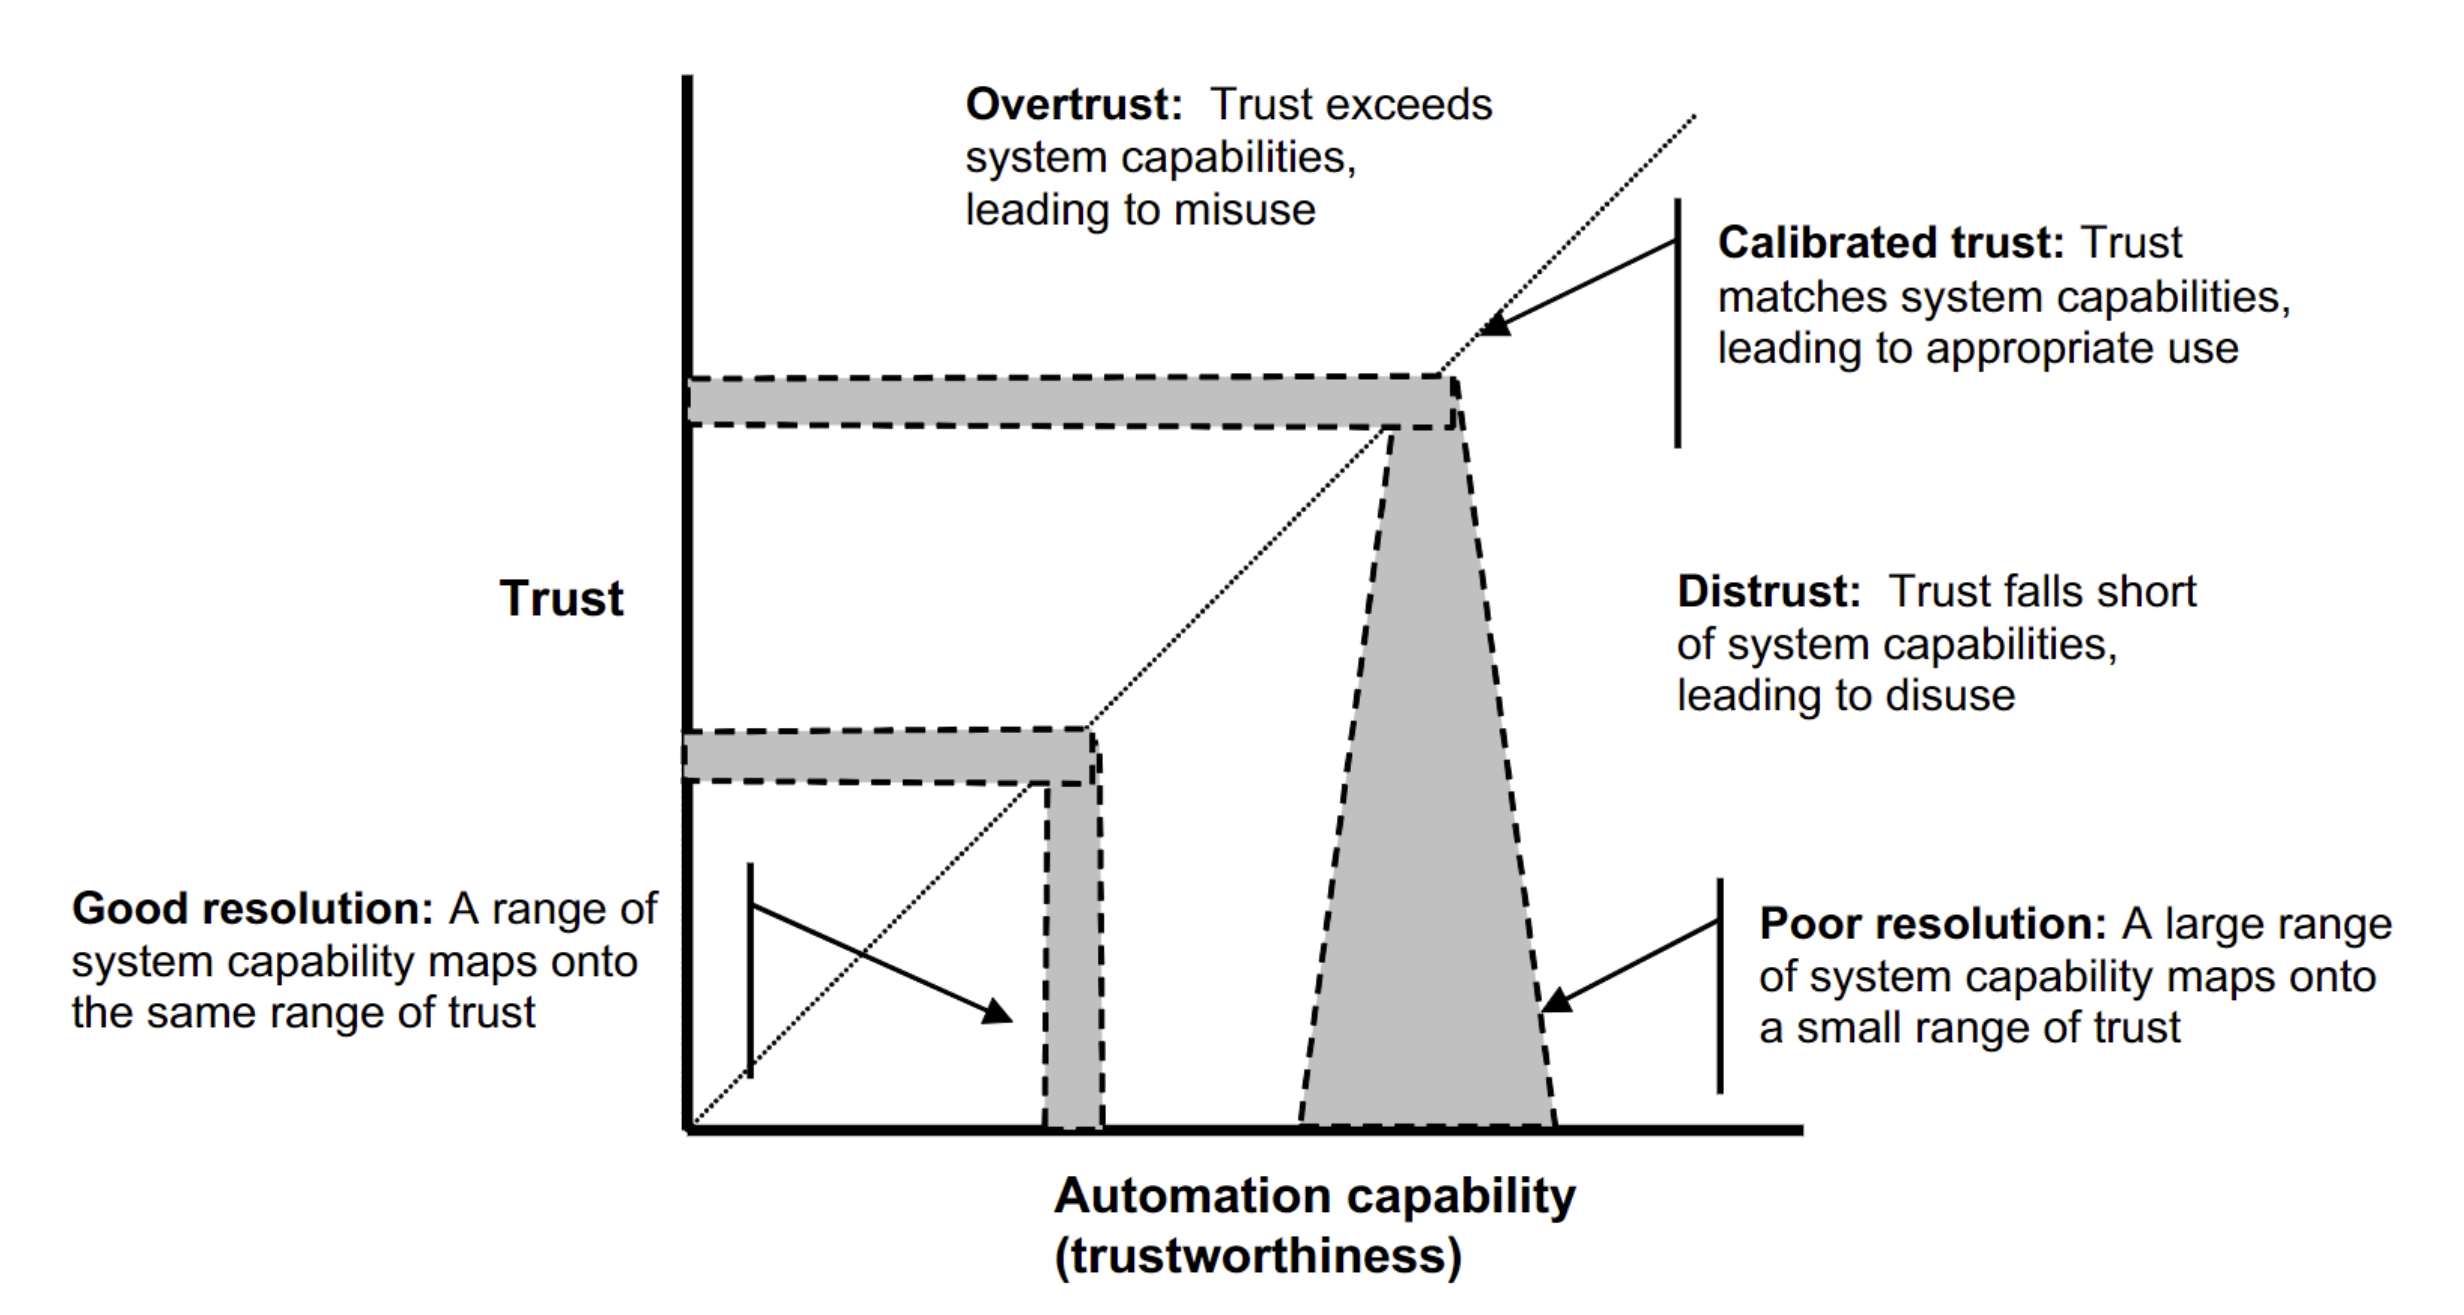 Overtrust: Trust exceeds
system capabilities,
leading to misuse
Calibrated trust: Trust
matches system capabilities,
leading to appropriate use
Trust
Distrust: Trust falls short
of system capabilities,
leading to disuse
Good resolution: A range of
system capability maps onto
the same range of trust
Poor resolution: A large range
of system capability maps onto
a small range of trust
Automation capability
(trustworthiness)